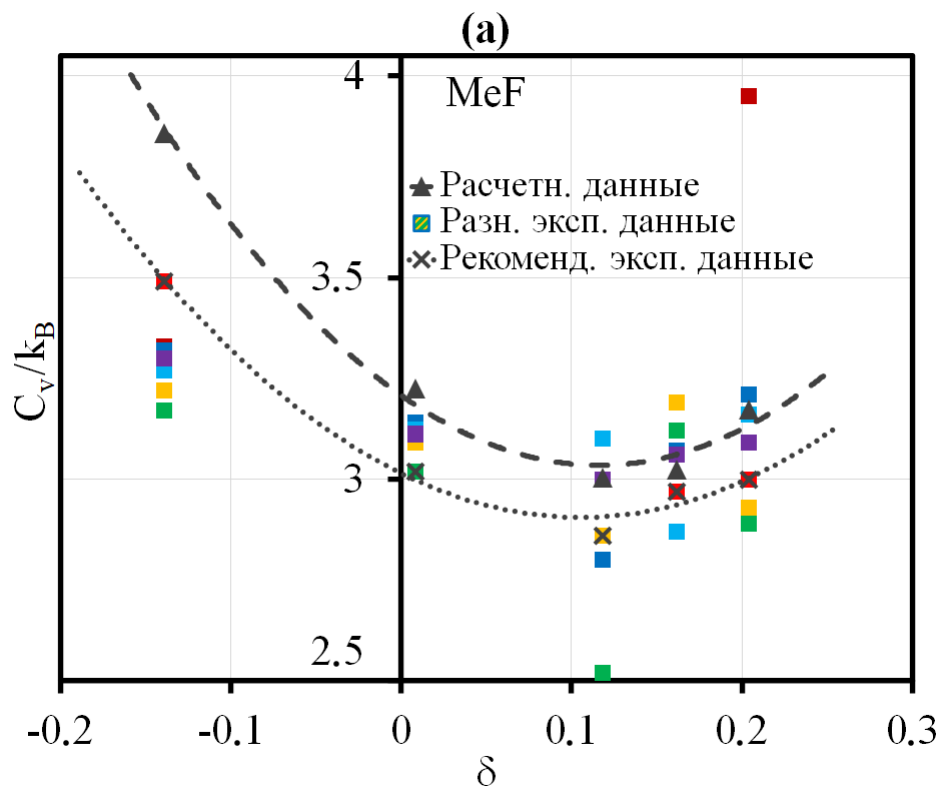 (a)
MeF
Расчетн. данные
Разн. эксп. данные
Рекоменд. эксп. данные
4
3.5
3
2.5
C_v/k_B
-0.2 -0.1 0 0.1 0.2 0.3
δ